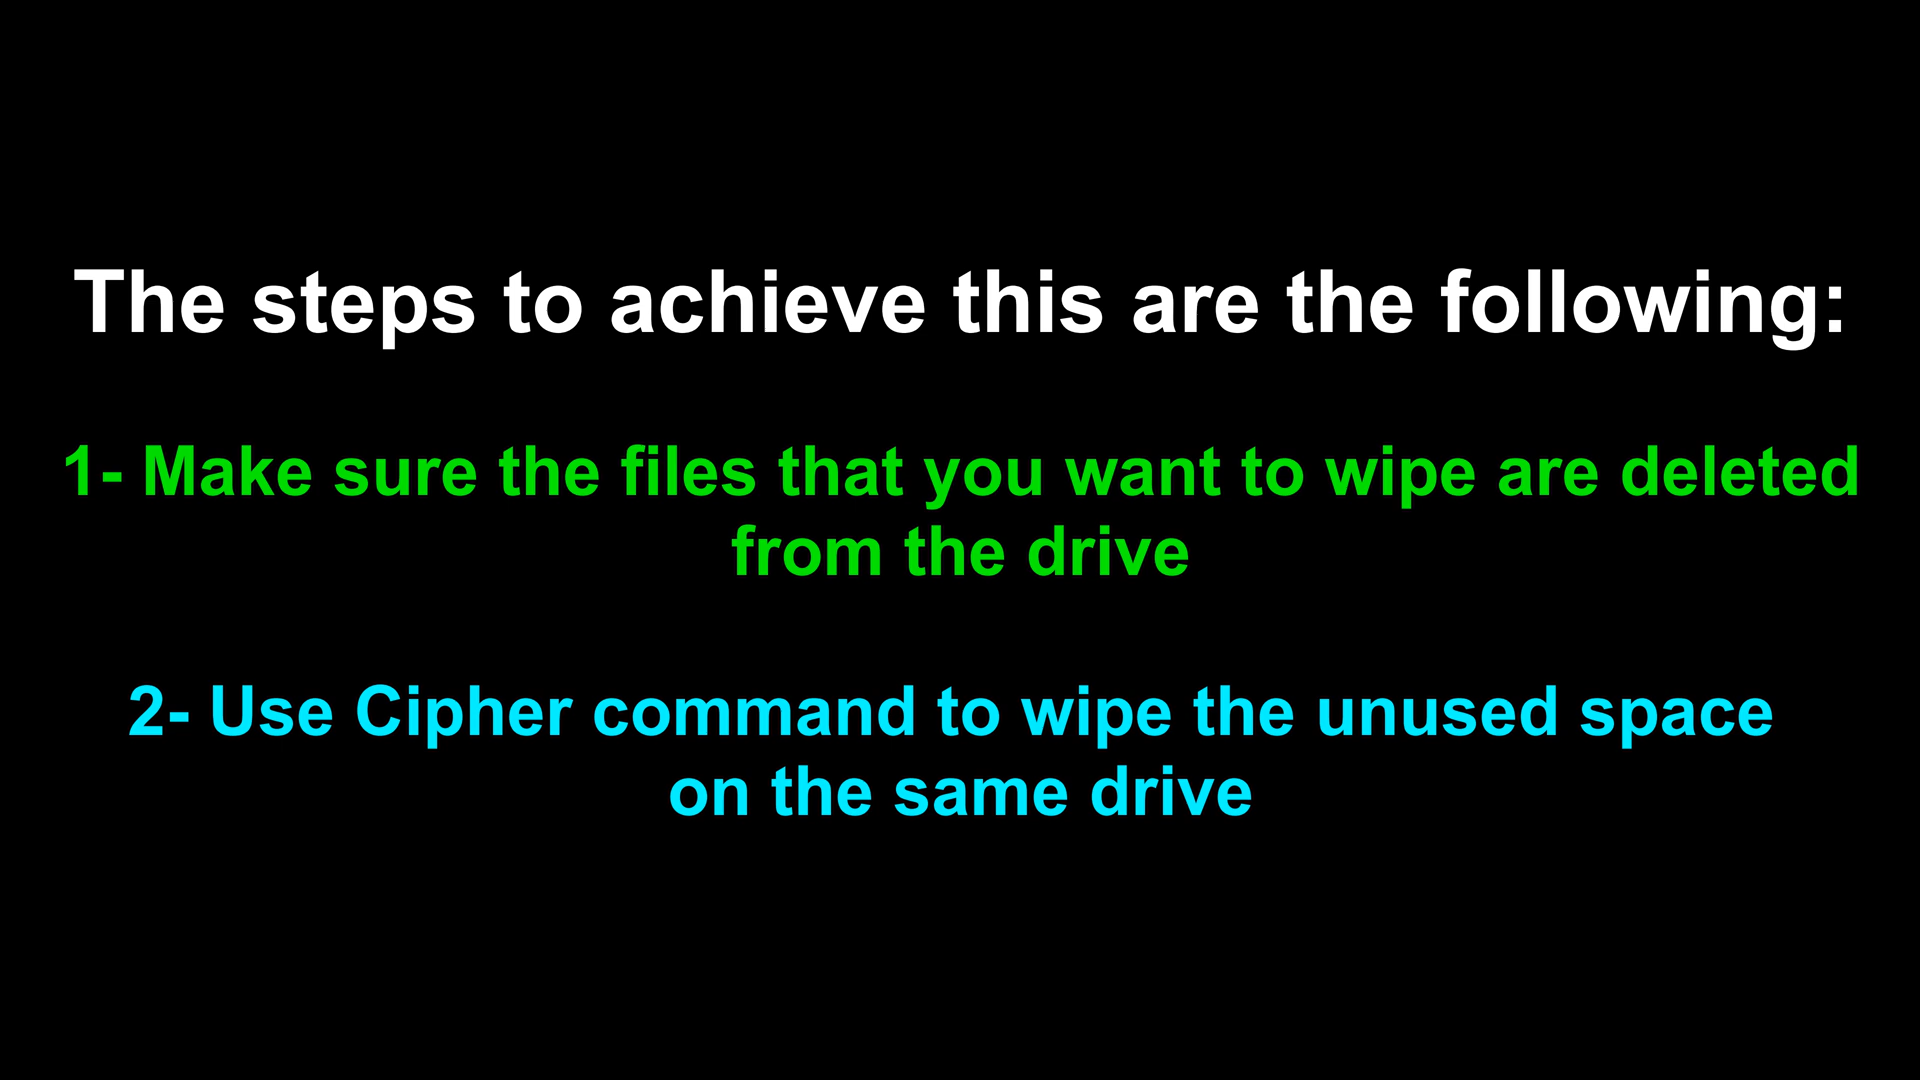 The steps to achieve this are the following:
1- Make sure the files that you want to wipe are deleted
from the drive
2- Use Cipher command to wipe the unused space
on the same drive